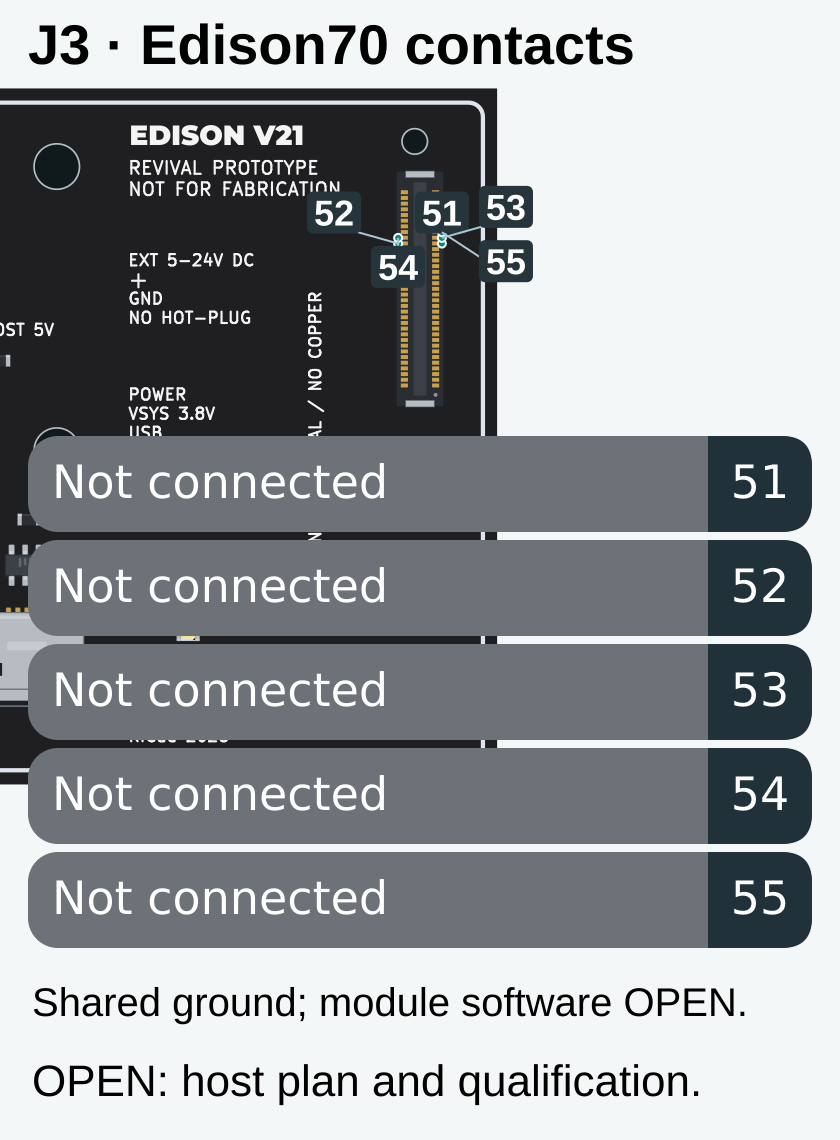 J3 · Edison70 contacts
EDISON V21
REVIVAL PROTOTYPE
NOT FOR FABRICATION
52
51
53
54
55
EXT 5–24V DC
+
GND
NO HOT–PLUG
OST 5V
AL / NO COPPER
POWER
VSYS 3.8V
USB
Not connected 51
Not connected 52
Not connected 53
Not connected 54
Not connected 55
Shared ground; module software OPEN.
OPEN: host plan and qualification.